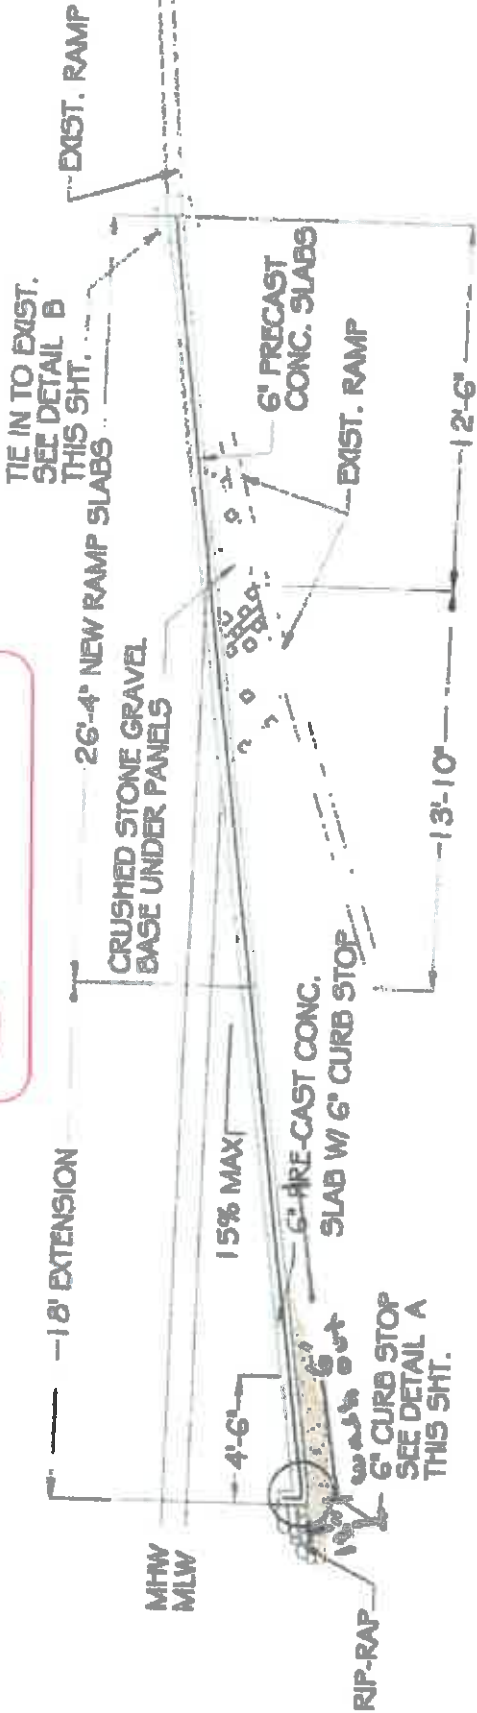 EXIST. RAMP
TIE IN TO EXIST.
SEE DETAIL B
THIS SHT.
26'-4" NEW RAMP SLABS
6" PRECAST
CONC. SLABS
EXIST. RAMP
12'-6"
CRUSHED STONE GRAVEL
BASE UNDER PANELS
13'-10"
18' EXTENSION
15% MAX
6" PRE-CAST CONC.
SLAB W/ 6" CURB STOP
4'-6"
MHW
MLW
6" CURB STOP
SEE DETAIL A
THIS SHT.
RIP-RAP